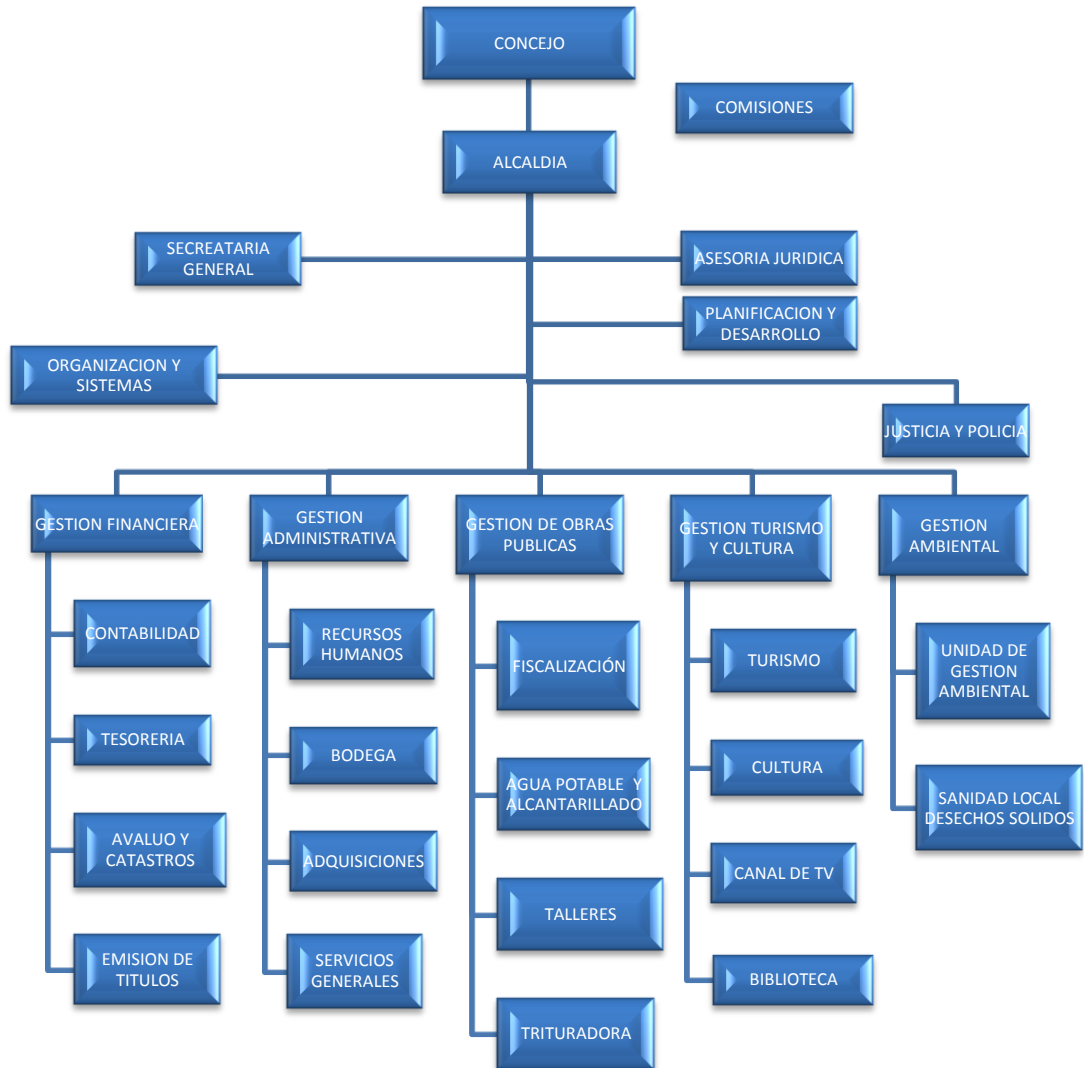 CONCEJO
COMISIONES
ALCALDIA
SECREATARIA
GENERAL
ASESORIA JURIDICA
PLANIFICACION Y
DESARROLLO
ORGANIZACION Y
SISTEMAS
JUSTICIA Y POLICIA
GESTION FINANCIERA
GESTION
ADMINISTRATIVA
GESTION DE OBRAS
PUBLICAS
GESTION TURISMO
Y CULTURA
GESTION
AMBIENTAL
CONTABILIDAD
TESORERIA
AVALUO Y
CATASTROS
EMISION DE
TITULOS
RECURSOS
HUMANOS
BODEGA
ADQUISICIONES
SERVICIOS
GENERALES
FISCALIZACIÓN
AGUA POTABLE Y
ALCANTARILLADO
TALLERES
TRITURADORA
TURISMO
CULTURA
CANAL DE TV
BIBLIOTECA
UNIDAD DE
GESTION
AMBIENTAL
SANIDAD LOCAL
DESECHOS SOLIDOS